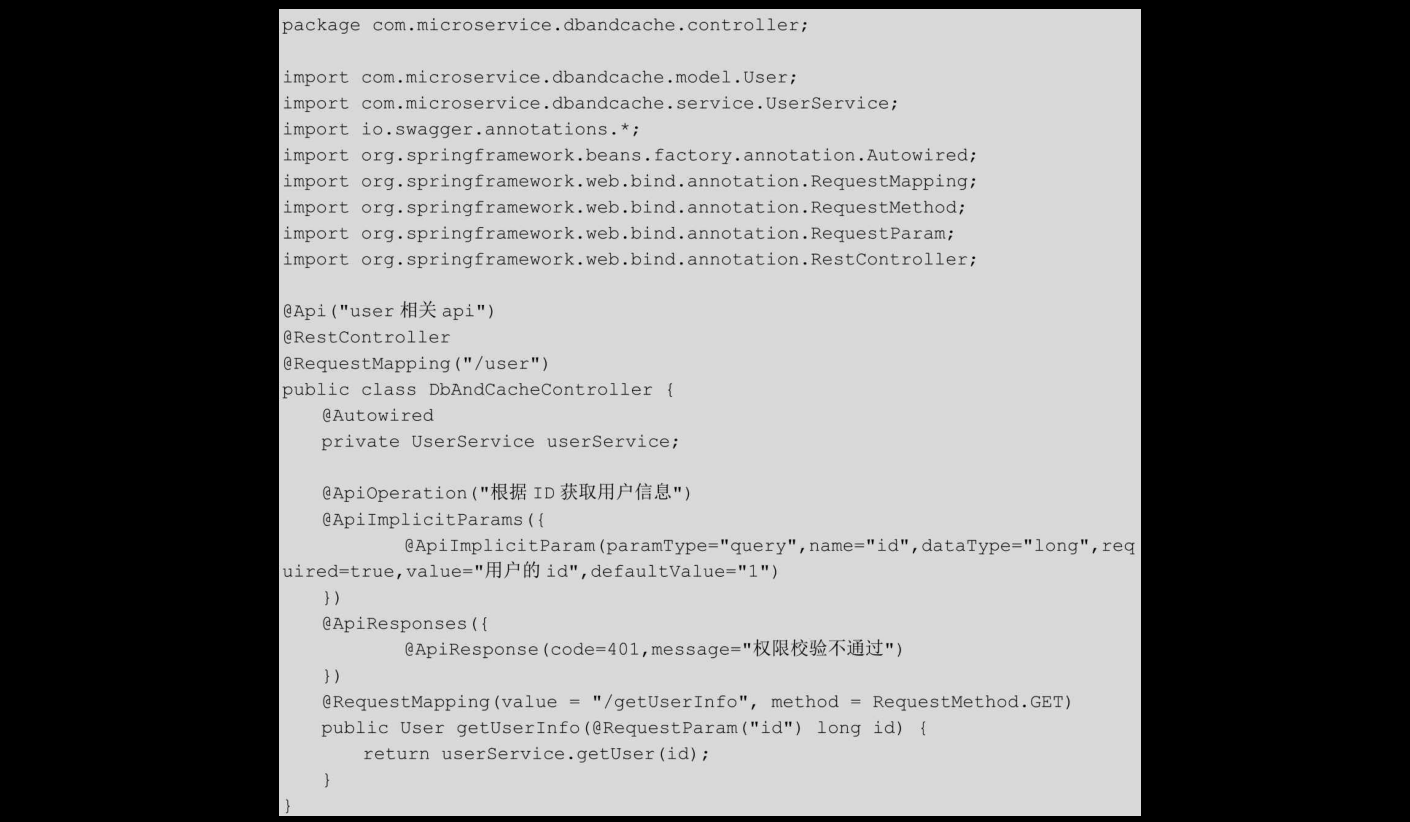 package com.microservice.dbandcache.controller;
import com.microservice.dbandcache.model.User;
import com.microservice.dbandcache.service.UserService;
import io.swagger.annotations.*;
import org.springframework.beans.factory.annotation.Autowired;
import org.springframework.web.bind.annotation.RequestMapping;
import org.springframework.web.bind.annotation.RequestMethod;
import org.springframework.web.bind.annotation.RequestParam;
import org.springframework.web.bind.annotation.RestController;
@Api("user 相关 api")
@RestController
@RequestMapping("/user")
public class DbAndCacheController {
@Autowired
private UserService userService;
@ApiOperation("根据 ID 获取用户信息")
@ApiImplicitParams({
@ApiImplicitParam(paramType="query",name="id",dataType="long",req
uired=true,value="用户的 id",defaultValue="1")
})
@ApiResponses({
@ApiResponse(code=401,message="权限校验不通过")
})
@RequestMapping(value = "/getUserInfo", method = RequestMethod.GET)
public User getUserInfo(@RequestParam("id") long id) {
return userService.getUser(id);
}
}